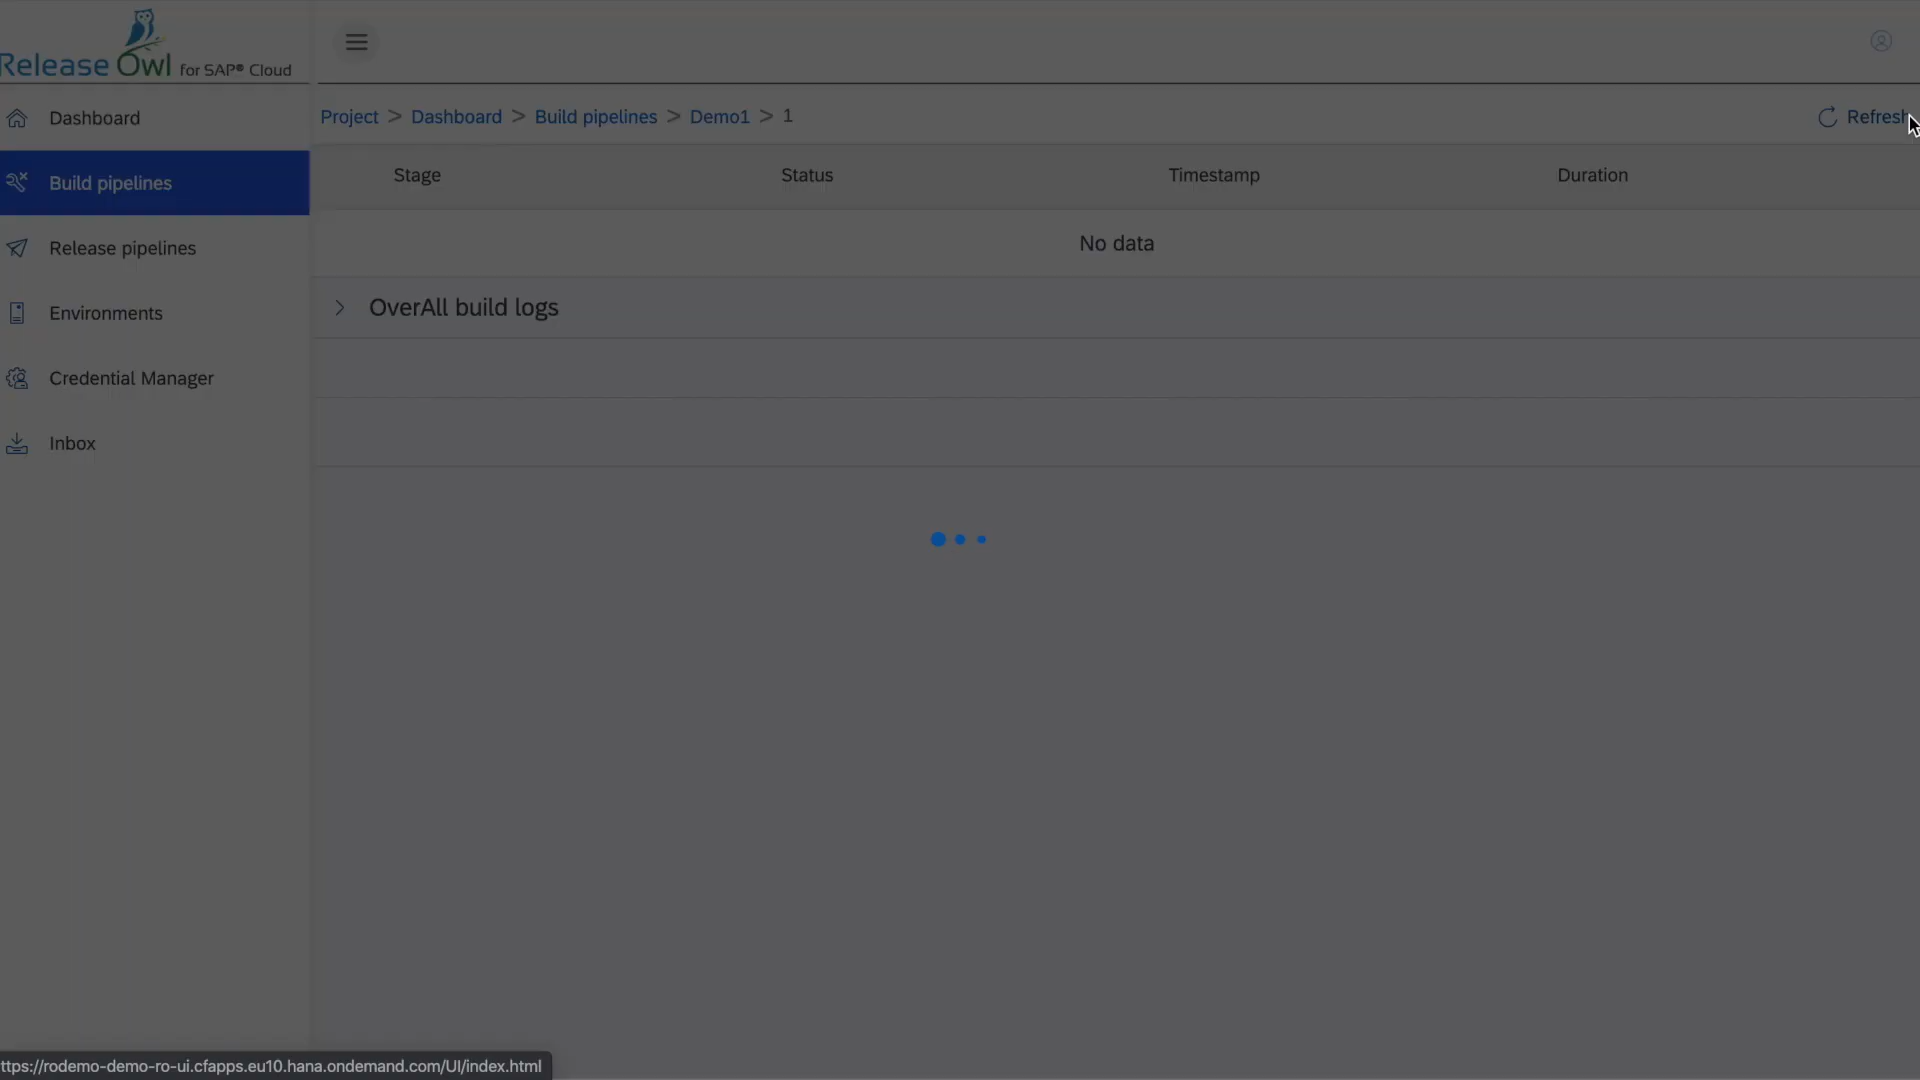 Release Owl for SAP® Cloud
Dashboard
Build pipelines
Release pipelines
Environments
Credential Manager
Inbox
Project > Dashboard > Build pipelines > Demo1 > 1
Refresh
Stage Status Timestamp Duration
No data
OverAll build logs
ttps://rodemo-demo-ro-ui.cfapps.eu10.hana.ondemand.com/UI/index.html